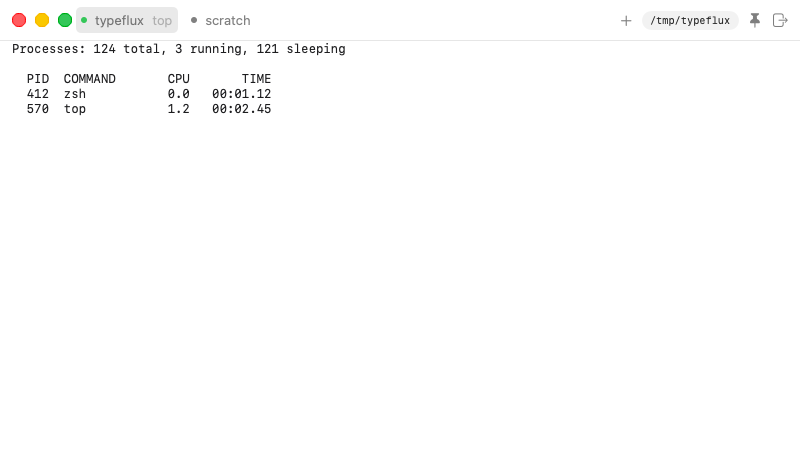 typeflux top scratch /tmp/typeflux
Processes: 124 total, 3 running, 121 sleeping
PID COMMAND CPU TIME
412 zsh 0.0 00:01.12
570 top 1.2 00:02.45